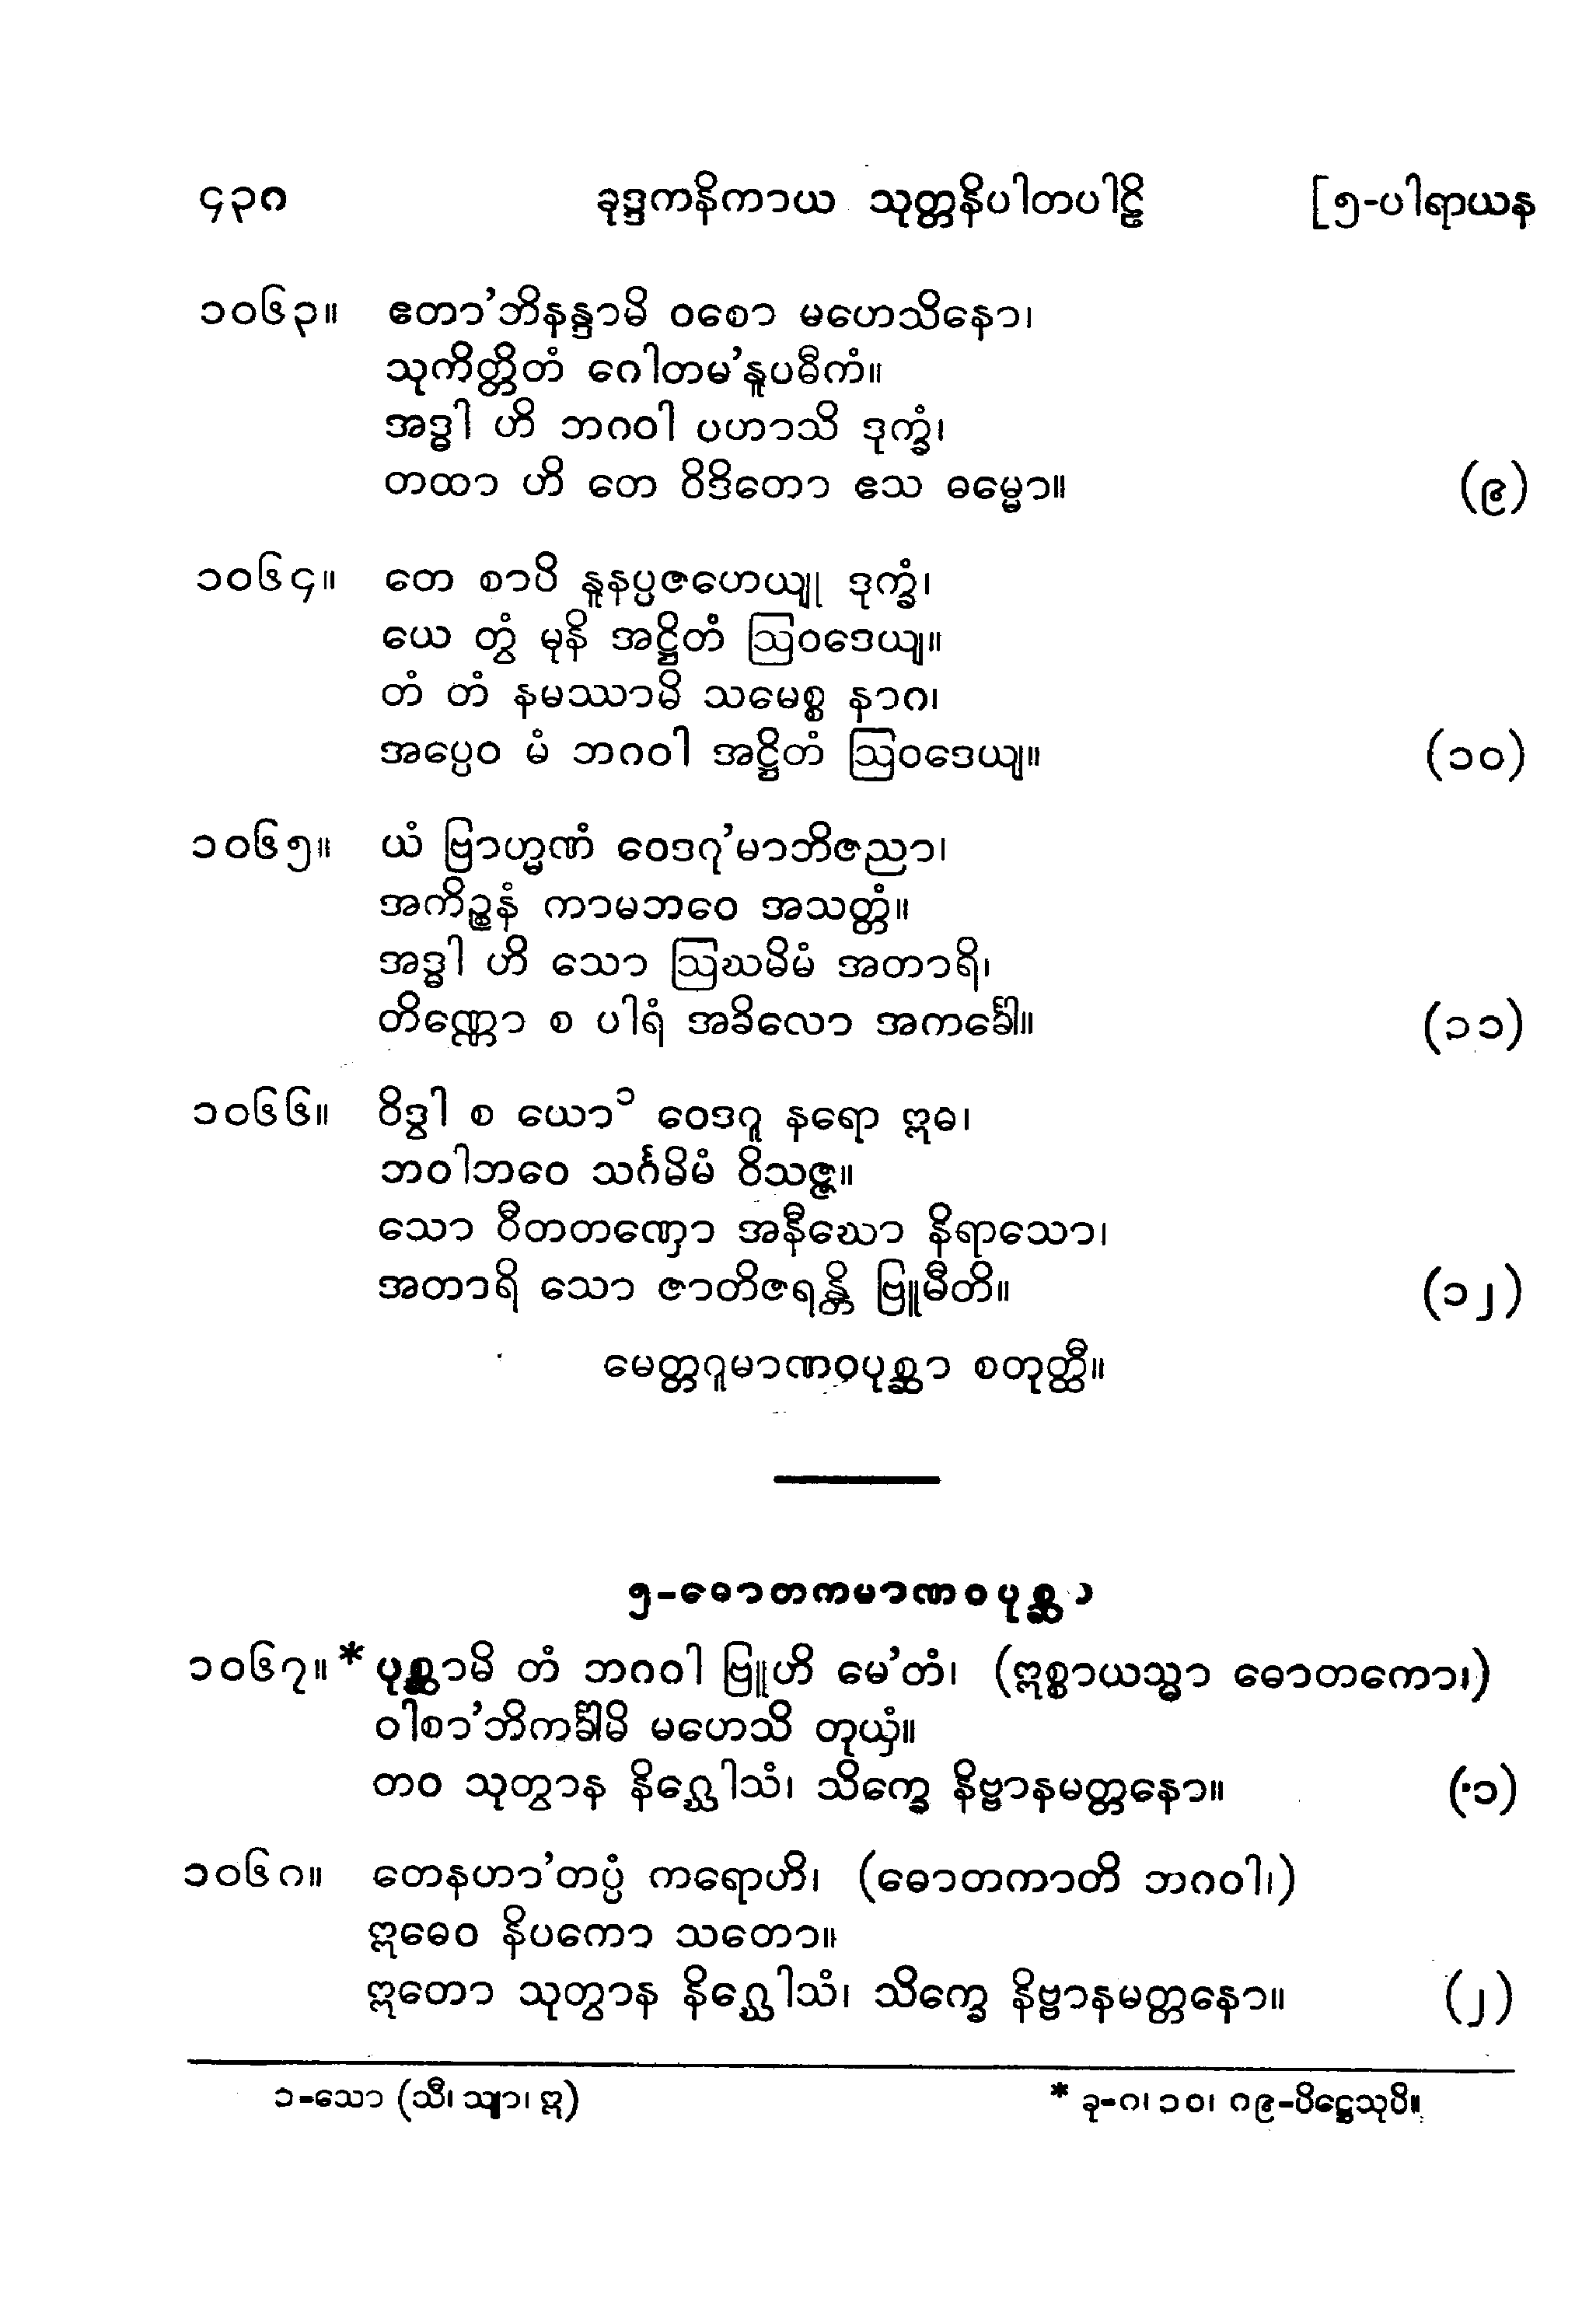 ၄၃၈ ခုဒ္ဒကနိကာယ သုတ္တနိပါတပါဠိ [၅-ပါရာယန
၁၀၆၃။ ဧတာ’ဘိနန္ဒာမိ ဝစော မဟေသိနော၊
သုကိတ္တိတံ ဂေါတမ’နူပဓီကံ။
အဒ္ဓါ ဟိ ဘဂဝါ ပဟာသိ ဒုက္ခံ၊
တထာ ဟိ တေ ဝိဒိတော ဧသ ဓမ္မော။ (၉)
၁၀၆၄။ တေ စာပိ နူနပ္ပဇဟေယျု ဒုက္ခံ၊
ယေ တွံ မုနိ အဋ္ဌိတံ ဩဝဒေယျ။
တံ တံ နမဿာမိ သမေစ္စ နာဂ၊
အပ္ပေဝ မံ ဘဂဝါ အဋ္ဌိတံ ဩဝဒေယျ။ (၁၀)
၁၀၆၅။ ယံ ဗြာဟ္မဏံ ဝေဒဂု’မာဘိဇညာ၊
အကိဉ္စနံ ကာမဘဝေ အသတ္တံ။
အဒ္ဓါ ဟိ သော ဩဃမိမံ အတာရိ၊
တိဏ္ဏော စ ပါရံ အခိလော အကင်္ခေါ။ (၁၁)
၁၀၆၆။ ဝိဒွါ စ ယော၁ ဝေဒဂူ နရော ဣဓ၊
ဘဝါဘဝေ သင်္ဂမိမံ ဝိသဇ္ဇ။
သော ဝီတတဏှော အနီဃော နိရာသော၊
အတာရိ သော ဇာတိဇရန္တိ ဗြူမီတိ။ (၁၂)
မေတ္တဂူမာဏဝပုစ္ဆာ စတုတ္ထီ။
၅-ဓောတကမာဏဝပုစ္ဆာ
၁၀၆၇။* ပုစ္ဆာမိ တံ ဘဂဝါ ဗြူဟိ မေ’တံ၊ (ဣစ္စာယသ္မာ ဓောတကော၊)
ဝါစာ’ဘိကင်္ခါမိ မဟေသိ တုယှံ။
တဝ သုတွာန နိဂ္ဃေါသံ၊ သိက္ခေ နိဗ္ဗာနမတ္တနော။ (၁)
၁၀၆၈။ တေနဟာ’တပ္ပံ ကရောဟိ၊ (ဓောတကာတိ ဘဂဝါ၊)
ဣဓေဝ နိပကော သတော။
ဣတော သုတွာန နိဂ္ဃေါသံ၊ သိက္ခေ နိဗ္ဗာနမတ္တနော။ (၂)
၁-သော (သီ၊ သျာ၊ ဣ) * ခု-၈၊ ၁၀၊ ၈၉-ပိဋ္ဌေသုပိ။